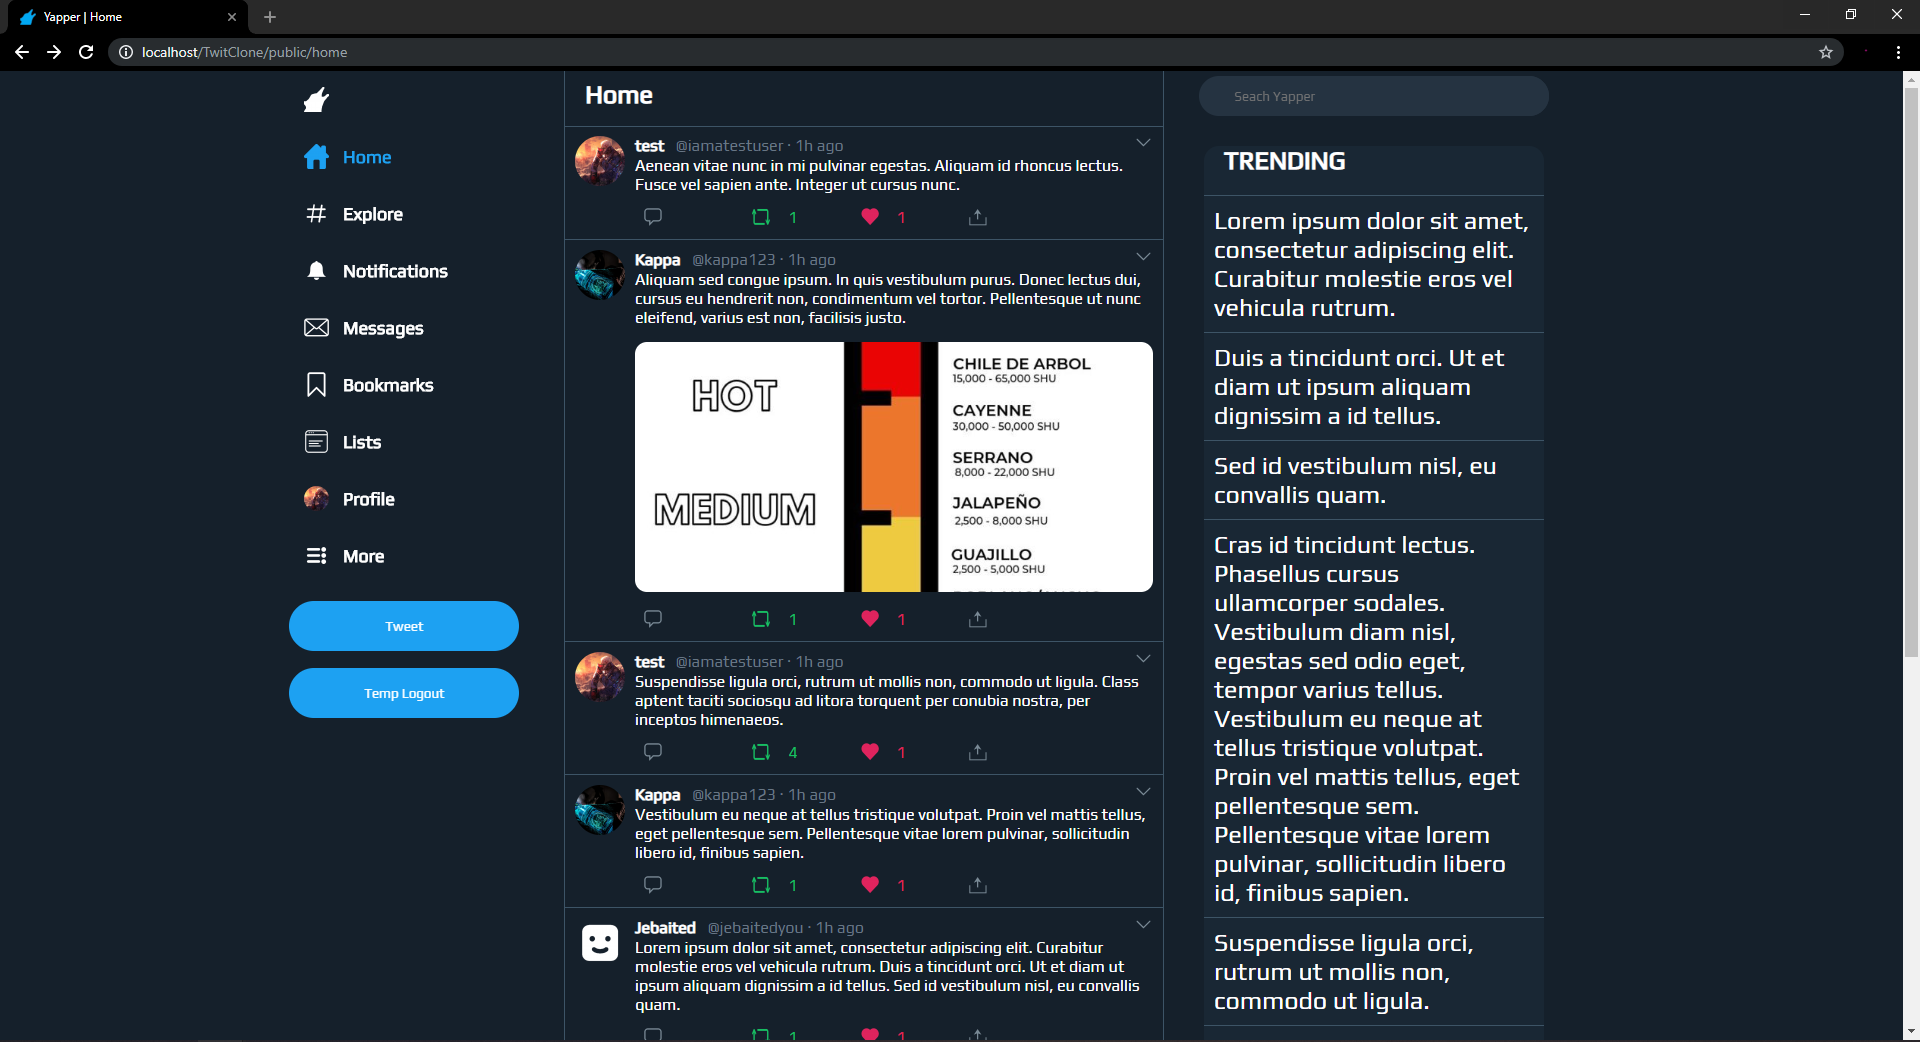 Yapper | Home
localhost/TwitClone/public/home
Home
Explore
Notifications
Messages
Bookmarks
Lists
Profile
More
Tweet
Temp Logout
Home
test @iamatestuser · 1h ago
Aenean vitae nunc in mi pulvinar egestas. Aliquam id rhoncus lectus.
Fusce vel sapien ante. Integer ut cursus nunc.
1 1
Kappa @kappa123 · 1h ago
Aliquam sed congue ipsum. In quis vestibulum purus. Donec lectus dui,
cursus eu hendrerit non, condimentum vel tortor. Pellentesque ut nunc
eleifend, varius est non, facilisis justo.
HOT
MEDIUM
CHILE DE ARBOL
15,000 - 65,000 SHU
CAYENNE
30,000 - 50,000 SHU
SERRANO
8,000 - 22,000 SHU
JALAPEÑO
2,500 - 8,000 SHU
GUAJILLO
2,500 - 5,000 SHU
1 1
test @iamatestuser · 1h ago
Suspendisse ligula orci, rutrum ut mollis non, commodo ut ligula. Class
aptent taciti sociosqu ad litora torquent per conubia nostra, per
inceptos himenaeos.
4 1
Kappa @kappa123 · 1h ago
Vestibulum eu neque at tellus tristique volutpat. Proin vel mattis tellus,
eget pellentesque sem. Pellentesque vitae lorem pulvinar, sollicitudin
libero id, finibus sapien.
1 1
Jebaited @jebaitedyou · 1h ago
Lorem ipsum dolor sit amet, consectetur adipiscing elit. Curabitur
molestie eros vel vehicula rutrum. Duis a tincidunt orci. Ut et diam ut
ipsum aliquam dignissim a id tellus. Sed id vestibulum nisl, eu convallis
quam.
1 1
Seach Yapper
TRENDING
Lorem ipsum dolor sit amet,
consectetur adipiscing elit.
Curabitur molestie eros vel
vehicula rutrum.
Duis a tincidunt orci. Ut et
diam ut ipsum aliquam
dignissim a id tellus.
Sed id vestibulum nisl, eu
convallis quam.
Cras id tincidunt lectus.
Phasellus cursus
ullamcorper sodales.
Vestibulum diam nisl,
egestas sed odio eget,
tempor varius tellus.
Vestibulum eu neque at
tellus tristique volutpat.
Proin vel mattis tellus, eget
pellentesque sem.
Pellentesque vitae lorem
pulvinar, sollicitudin libero
id, finibus sapien.
Suspendisse ligula orci,
rutrum ut mollis non,
commodo ut ligula.